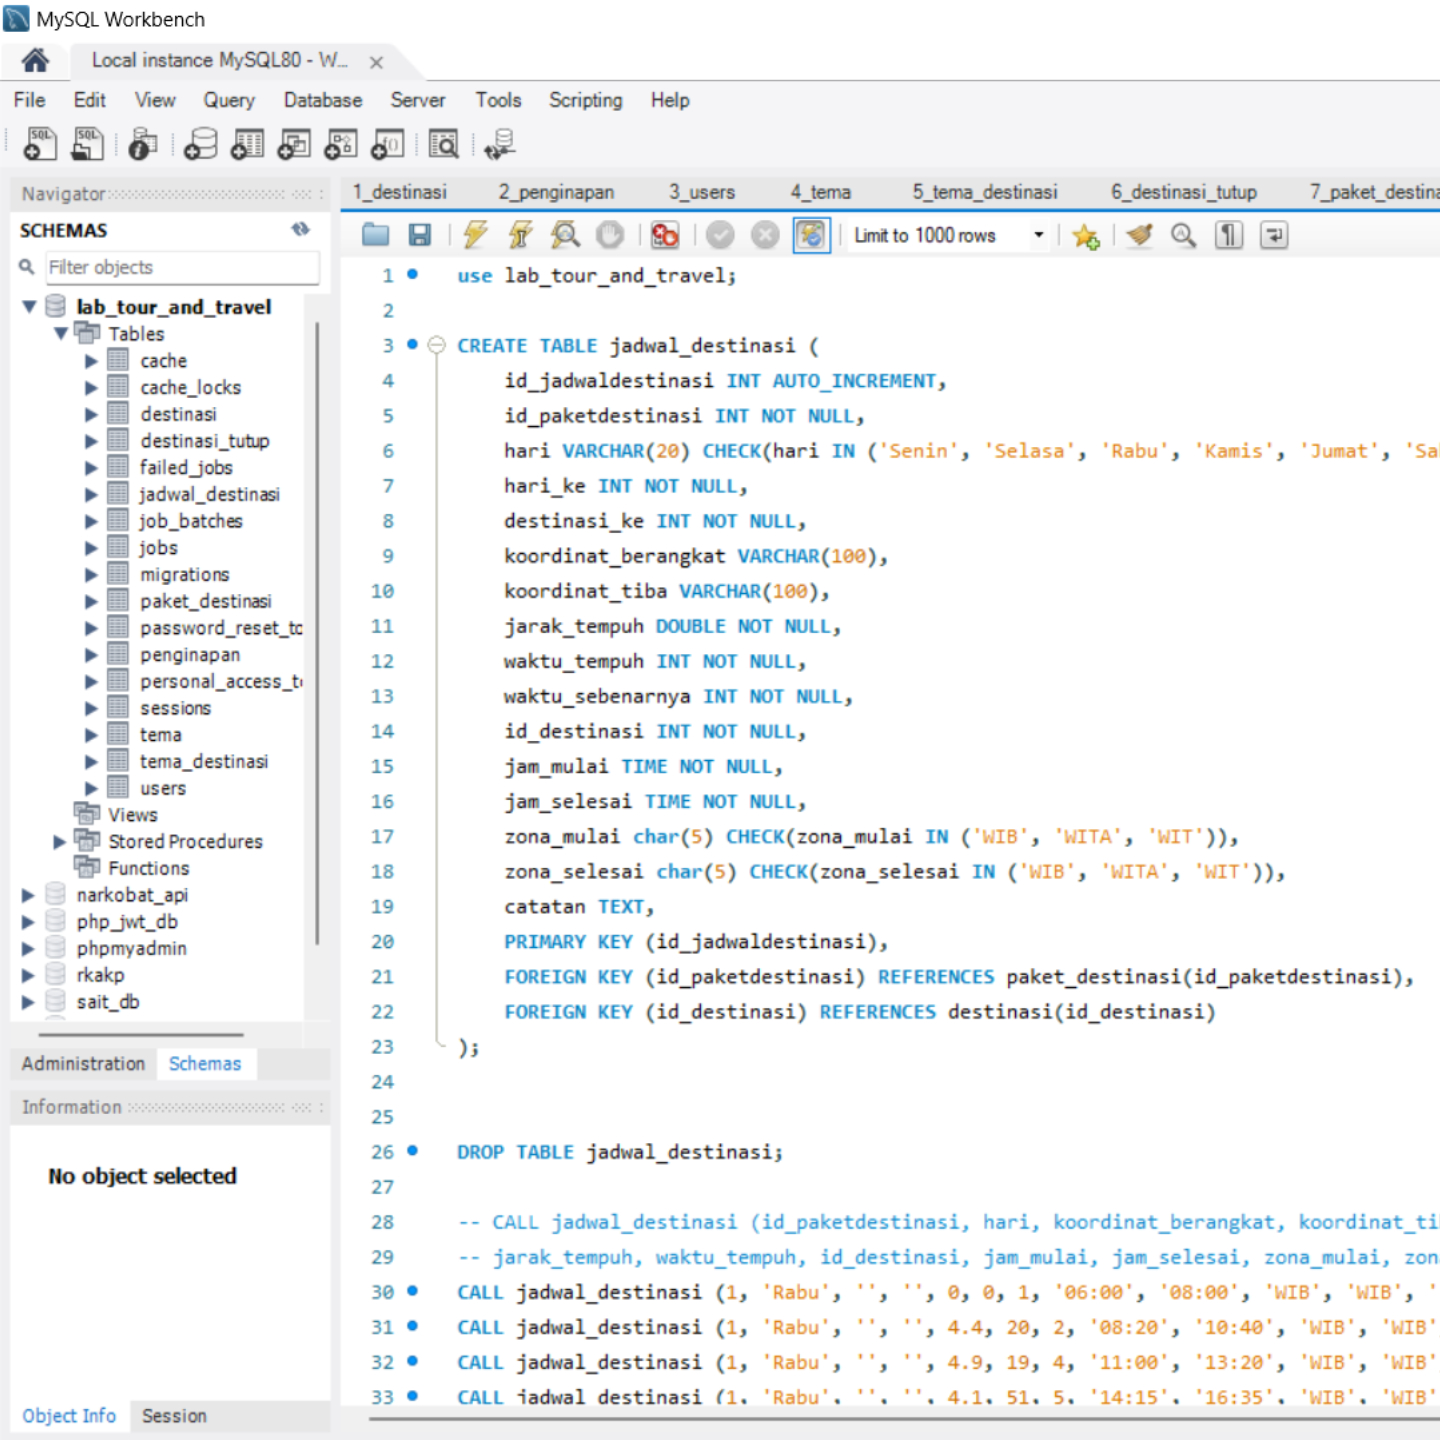 MySQL Workbench
Local instance MySQL80 - W...
File Edit View Query Database Server Tools Scripting Help
Navigator
SCHEMAS
Filter objects
lab_tour_and_travel
Tables
cache
cache_locks
destinasi
destinasi_tutup
failed_jobs
jadwal_destinasi
job_batches
jobs
migrations
paket_destinasi
password_reset_to
penginapan
personal_access_t
sessions
tema
tema_destinasi
users
Views
Stored Procedures
Functions
narkobat_api
php_jwt_db
phpmyadmin
rkakp
sait_db
Administration Schemas
Information
No object selected
Object Info Session
1_destinasi 2_penginapan 3_users 4_tema 5_tema_destinasi 6_destinasi_tutup 7_paket_destina
Limit to 1000 rows
1 use lab_tour_and_travel;
2
3 CREATE TABLE jadwal_destinasi (
4 id_jadwaldestinasi INT AUTO_INCREMENT,
5 id_paketdestinasi INT NOT NULL,
6 hari VARCHAR(20) CHECK(hari IN ('Senin', 'Selasa', 'Rabu', 'Kamis', 'Jumat', 'Sa
7 hari_ke INT NOT NULL,
8 destinasi_ke INT NOT NULL,
9 koordinat_berangkat VARCHAR(100),
10 koordinat_tiba VARCHAR(100),
11 jarak_tempuh DOUBLE NOT NULL,
12 waktu_tempuh INT NOT NULL,
13 waktu_sebenarnya INT NOT NULL,
14 id_destinasi INT NOT NULL,
15 jam_mulai TIME NOT NULL,
16 jam_selesai TIME NOT NULL,
17 zona_mulai char(5) CHECK(zona_mulai IN ('WIB', 'WITA', 'WIT')),
18 zona_selesai char(5) CHECK(zona_selesai IN ('WIB', 'WITA', 'WIT')),
19 catatan TEXT,
20 PRIMARY KEY (id_jadwaldestinasi),
21 FOREIGN KEY (id_paketdestinasi) REFERENCES paket_destinasi(id_paketdestinasi),
22 FOREIGN KEY (id_destinasi) REFERENCES destinasi(id_destinasi)
23 );
24
25
26 DROP TABLE jadwal_destinasi;
27
28 -- CALL jadwal_destinasi (id_paketdestinasi, hari, koordinat_berangkat, koordinat_ti
29 -- jarak_tempuh, waktu_tempuh, id_destinasi, jam_mulai, jam_selesai, zona_mulai, zon
30 CALL jadwal_destinasi (1, 'Rabu', '', '', 0, 0, 1, '06:00', '08:00', 'WIB', 'WIB', '
31 CALL jadwal_destinasi (1, 'Rabu', '', '', 4.4, 20, 2, '08:20', '10:40', 'WIB', 'WIB'
32 CALL jadwal_destinasi (1, 'Rabu', '', '', 4.9, 19, 4, '11:00', '13:20', 'WIB', 'WIB'
33 CALL jadwal_destinasi (1, 'Rabu', '', '', 4.1, 51, 5, '14:15', '16:35', 'WIB', 'WIB'